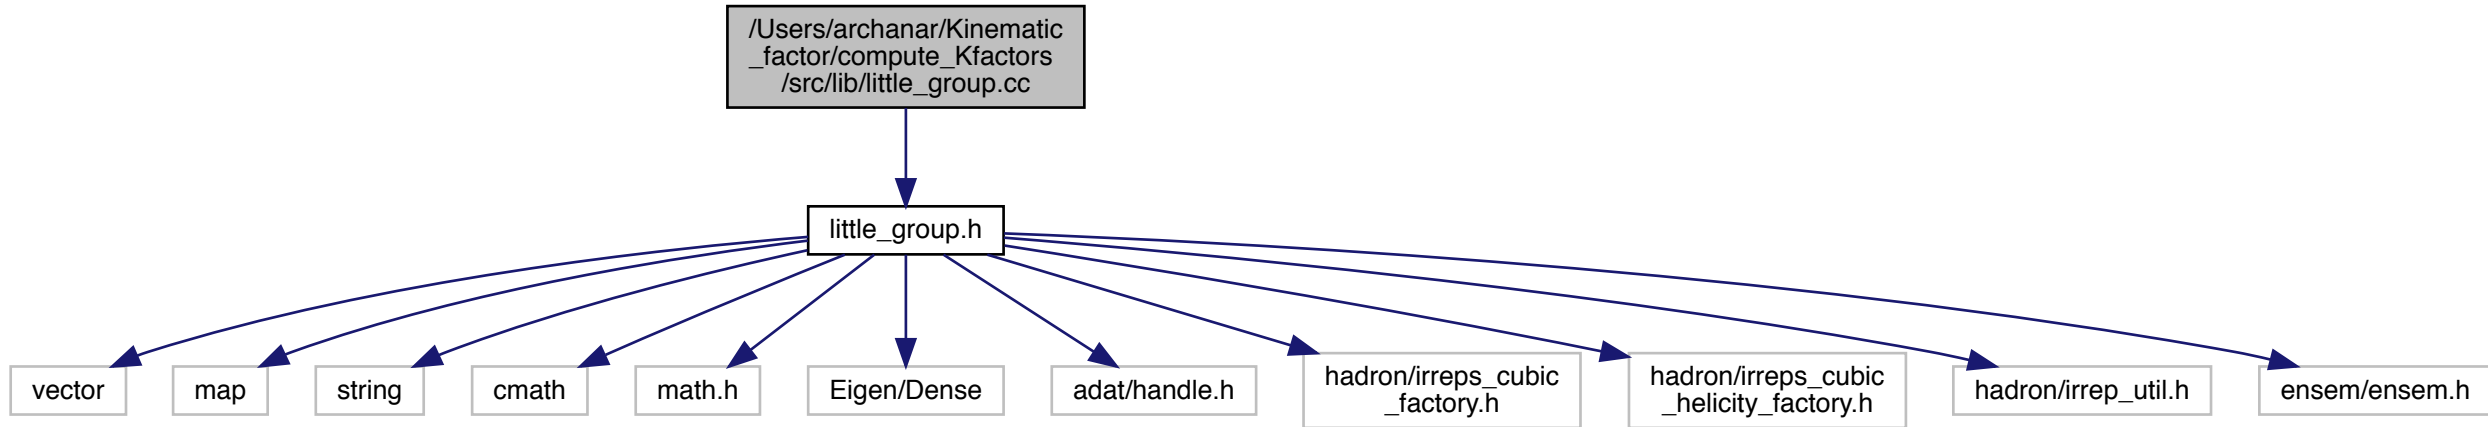 /Users/archanar/Kinematic
_factor/compute_Kfactors
/src/lib/little_group.cc
little_group.h
vector
map
string
cmath
math.h
Eigen/Dense
adat/handle.h
hadron/irreps_cubic
_factory.h
hadron/irreps_cubic
_helicity_factory.h
hadron/irrep_util.h
ensem/ensem.h